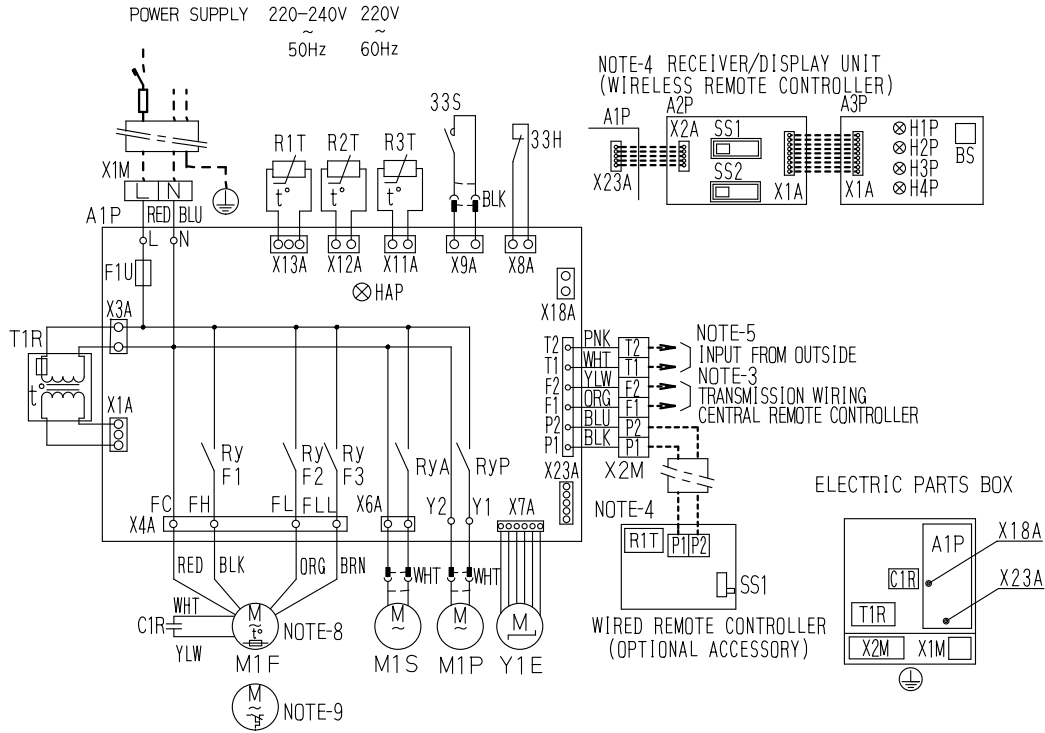 POWER SUPPLY 220-240V 220V
~ ~
50Hz 60Hz
NOTE-4 RECEIVER/DISPLAY UNIT
(WIRELESS REMOTE CONTROLLER)
A1P A2P A3P
X2A SS1
SS2
X23A X1A X1A
H1P
H2P
H3P
H4P
BS
33S
33H
R1T R2T R3T
t° t° t°
BLK
X1M
L N
A1P RED BLU
L N
X13A X12A X11A X9A X8A
F1U
HAP
X18A
X3A
T1R
t°
X1A
T2 PNK T2
T1 WHT T1
F2 YLW F2
F1 ORG F1
P2 BLU P2
P1 BLK P1
NOTE-5
INPUT FROM OUTSIDE
NOTE-3
TRANSMISSION WIRING
CENTRAL REMOTE CONTROLLER
X23A X2M
Ry Ry Ry RyA RyP
F1 F2 F3
FC FH FL FLL X6A Y2 Y1 X7A
X4A
RED BLK ORG BRN WHT WHT
WHT
C1R
YLW
M
~
t°
NOTE-8
M
~
M
~
M
M1F M1S M1P Y1E
M
~
NOTE-9
NOTE-4
R1T P1 P2
SS1
WIRED REMOTE CONTROLLER
(OPTIONAL ACCESSORY)
ELECTRIC PARTS BOX
A1P X18A
C1R X23A
T1R
X2M X1M